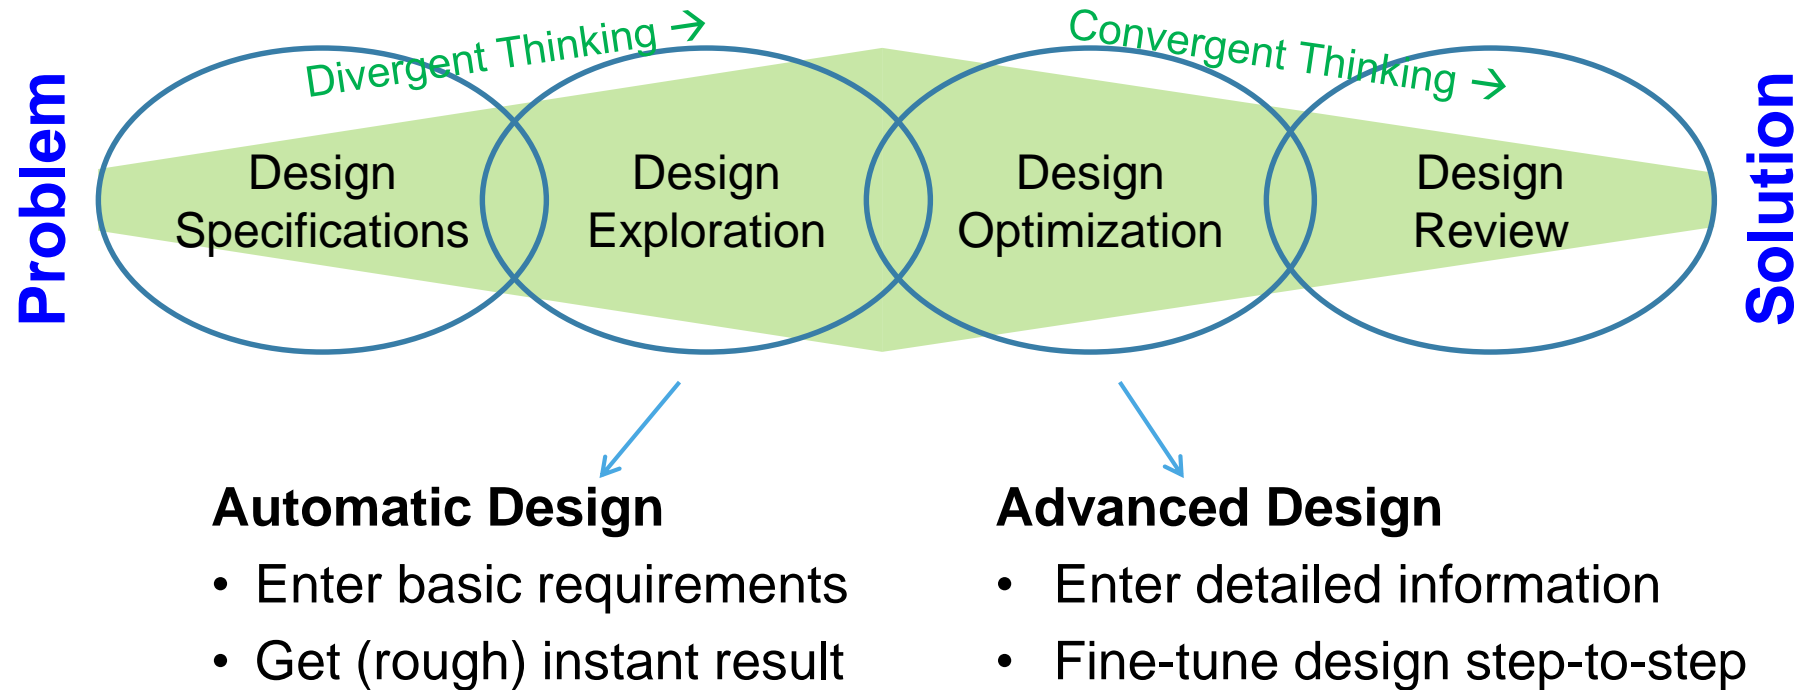 Divergent Thinking →
Convergent Thinking →
Problem
Design
Specifications
Design
Exploration
Design
Optimization
Design
Review
Solution
Automatic Design
• Enter basic requirements
• Get (rough) instant result
Advanced Design
• Enter detailed information
• Fine-tune design step-to-step